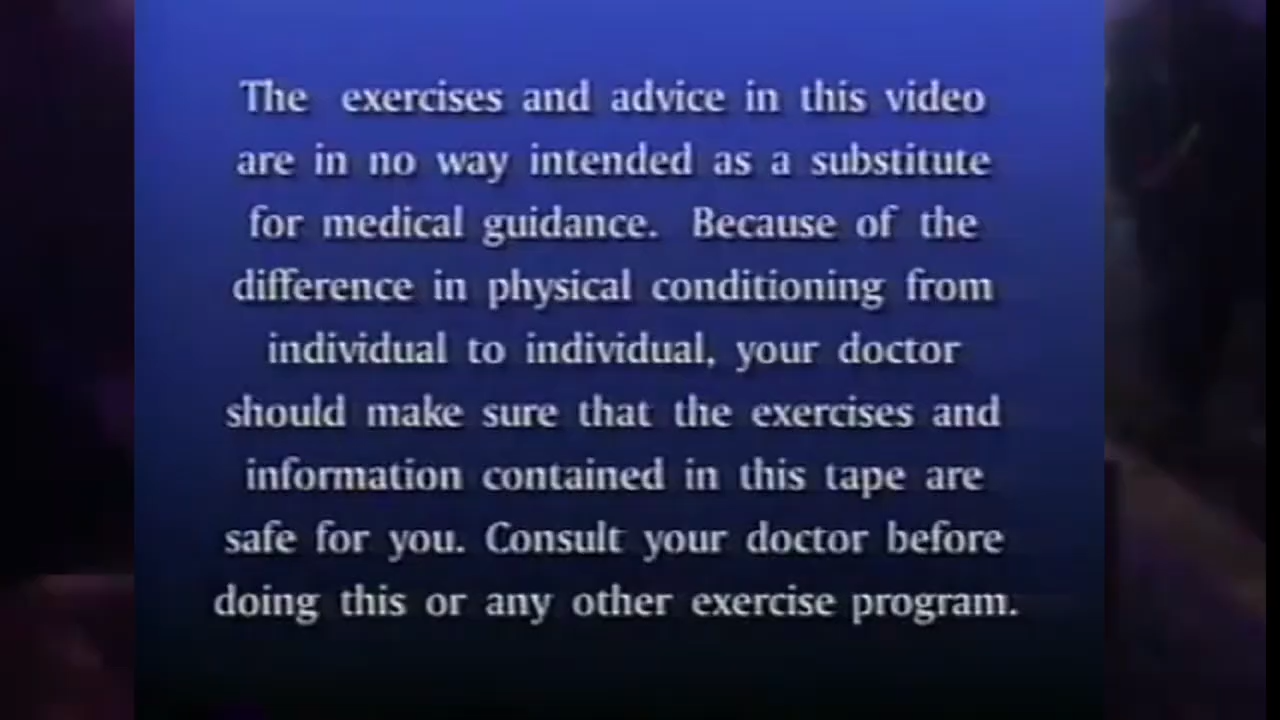 The exercises and advice in this video
are in no way intended as a substitute
for medical guidance. Because of the
difference in physical conditioning from
individual to individual, your doctor
should make sure that the exercises and
information contained in this tape are
safe for you. Consult your doctor before
doing this or any other exercise program.